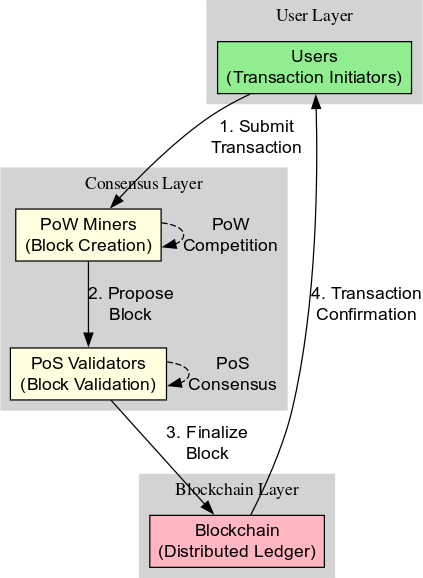 User Layer
Users
(Transaction Initiators)
1. Submit
Transaction
Consensus Layer
PoW Miners
(Block Creation)
PoW
Competition
2. Propose
Block
4. Transaction
Confirmation
PoS Validators
(Block Validation)
PoS
Consensus
3. Finalize
Block
Blockchain Layer
Blockchain
(Distributed Ledger)